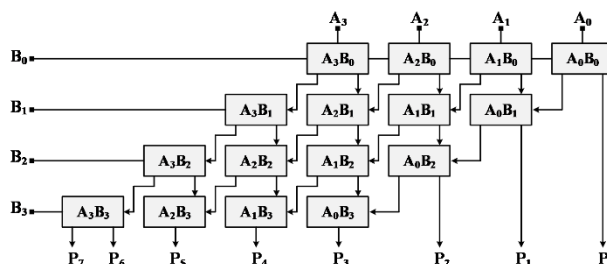 A₃ A₂ A₁ A₀
B₀ A₃B₀ A₂B₀ A₁B₀ A₀B₀
B₁ A₃B₁ A₂B₁ A₁B₁ A₀B₁
B₂ A₃B₂ A₂B₂ A₁B₂ A₀B₂
B₃ A₃B₃ A₂B₃ A₁B₃ A₀B₃
P₇ P₆ P₅ P₄ P₃ P₂ P₁ P